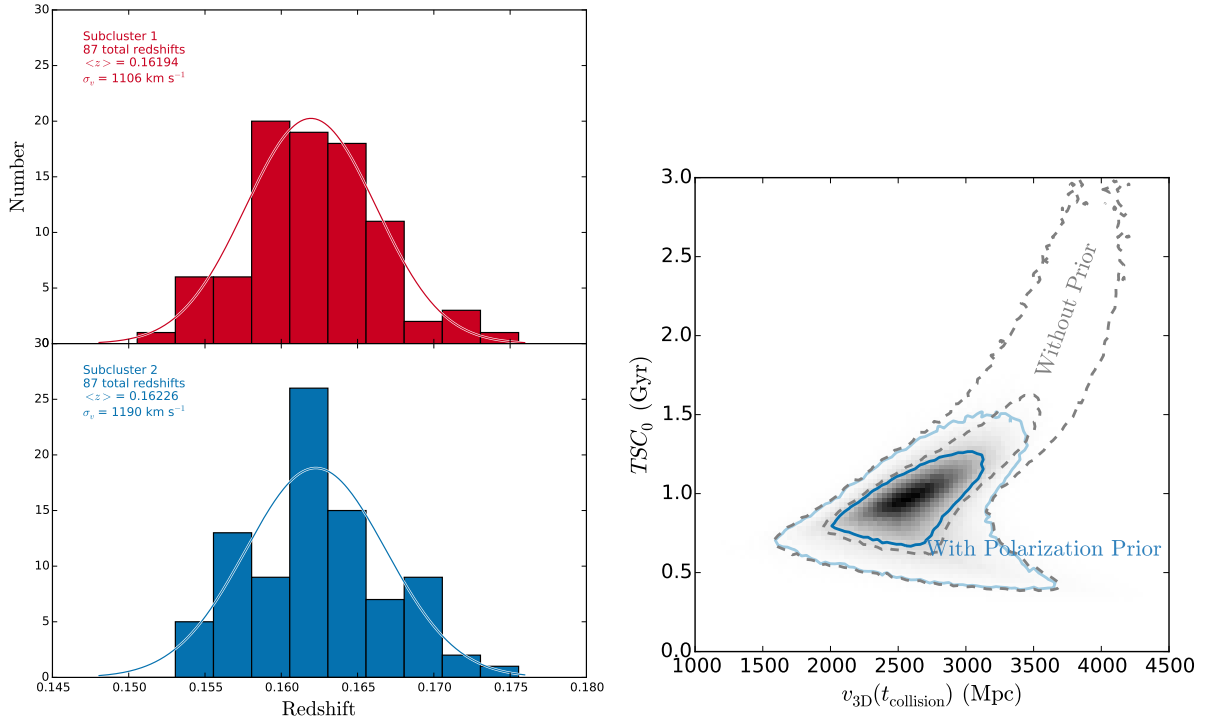 30
25
20
15
10
5
30
Number
Subcluster 1
87 total redshifts
<z> = 0.16194
σv = 1106 km s⁻¹
25
20
15
10
5
0
Subcluster 2
87 total redshifts
<z> = 0.16226
σv = 1190 km s⁻¹
0.145 0.150 0.155 0.160 0.165 0.170 0.175 0.180
Redshift
3.0
2.5
2.0
1.5
1.0
0.5
0.0
TSC₀ (Gyr)
Without Prior
With Polarization Prior
1000 1500 2000 2500 3000 3500 4000 4500
v3D(tcollision) (Mpc)